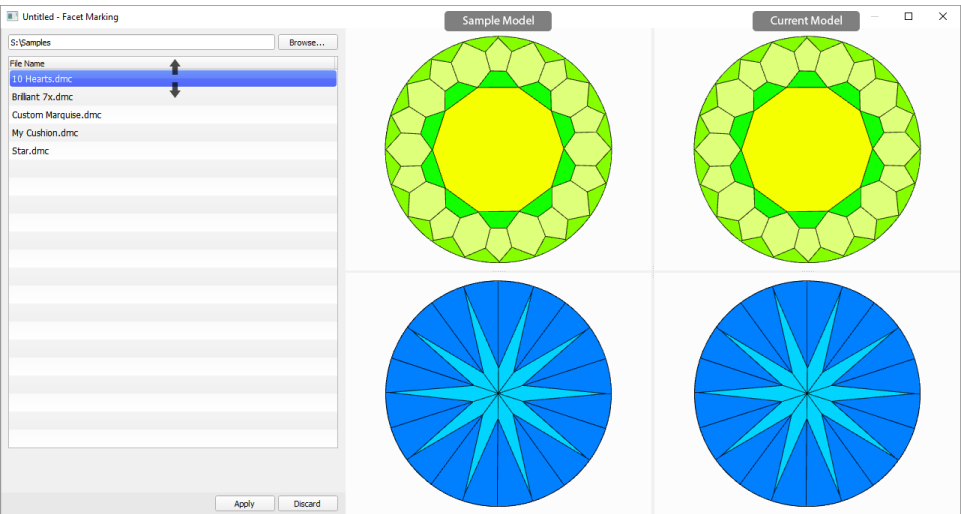 Untitled - Facet Marking
Sample Model
Current Model
S:\Samples
Browse...
File Name
10 Hearts.dmc
Brilliant 7x.dmc
Custom Marquise.dmc
My Cushion.dmc
Star.dmc
Apply
Discard